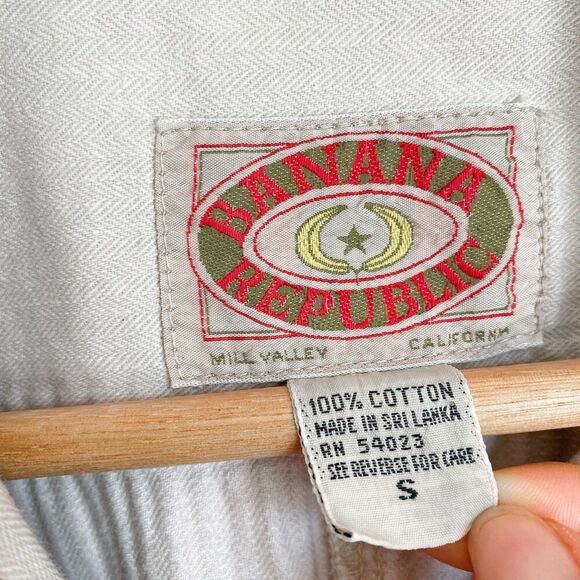 BANANA
REPUBLIC
MILL VALLEY CALIFORNIA
100% COTTON
MADE IN SRI LANKA
RN 54023
SEE REVERSE FOR CARE
S